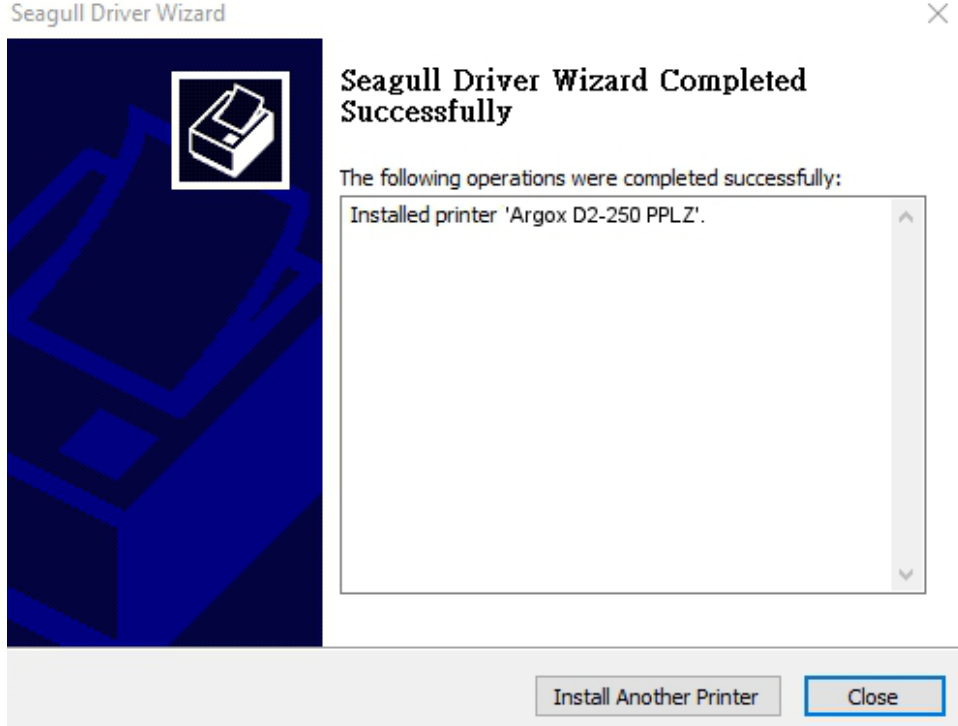 Seagull Driver Wizard
Seagull Driver Wizard Completed
Successfully
The following operations were completed successfully:
Installed printer 'Argox D2-250 PPLZ'.
Install Another Printer
Close